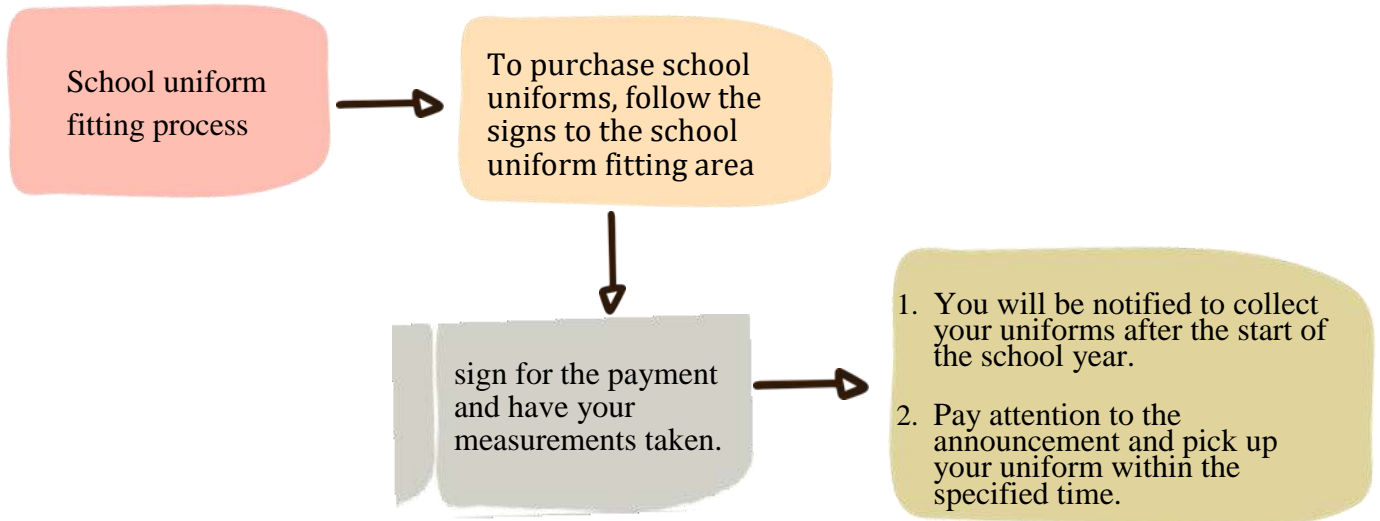 School uniform
fitting process
To purchase school
uniforms, follow the
signs to the school
uniform fitting area
sign for the payment
and have your
measurements taken.
1. You will be notified to collect
your uniforms after the start of
the school year.
2. Pay attention to the
announcement and pick up
your uniform within the
specified time.